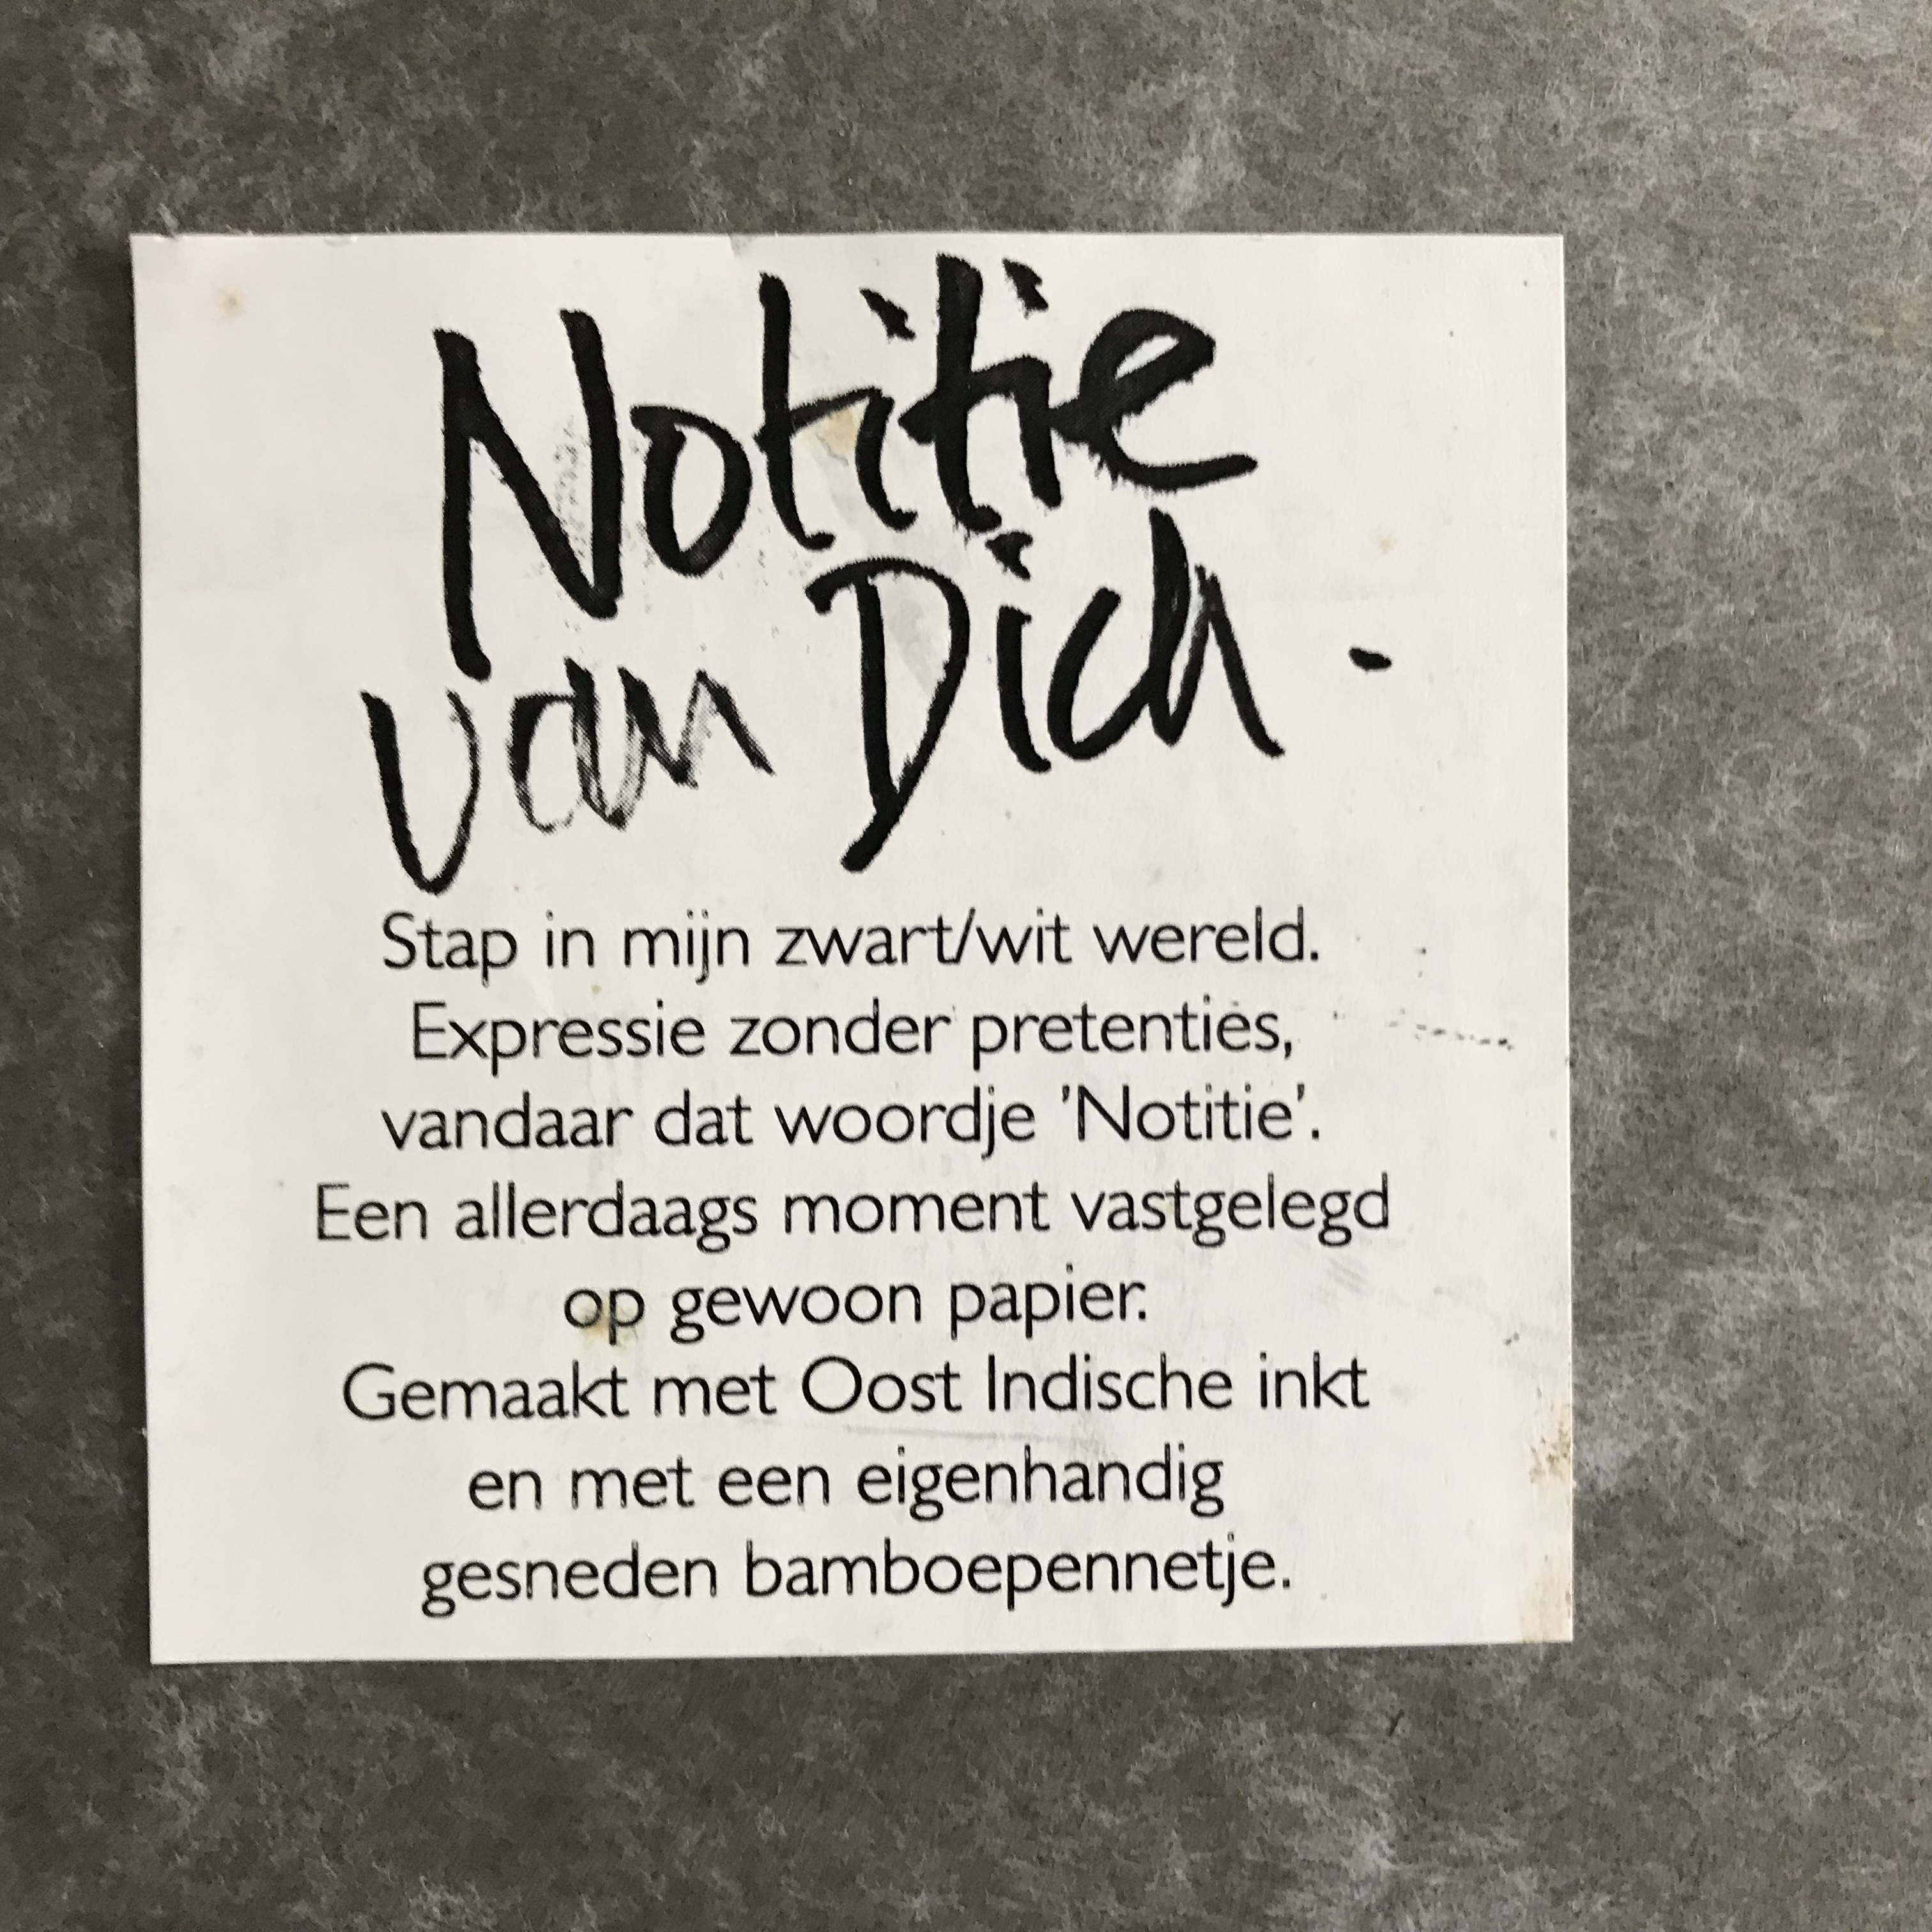 Notitie
van Dick.
Stap in mijn zwart/wit wereld.
Expressie zonder pretenties,
vandaar dat woordje 'Notitie'.
Een allerdaags moment vastgelegd
op gewoon papier.
Gemaakt met Oost Indische inkt
en met een eigenhandig
gesneden bamboepennetje.